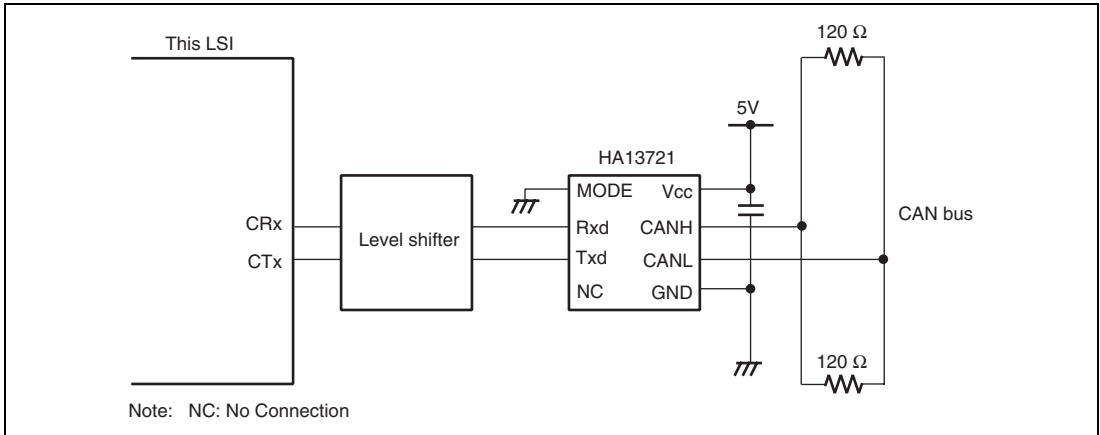 This LSI
CRx
CTx
Level shifter
HA13721
MODE
Rxd
Txd
NC
Vcc
CANH
CANL
GND
5V
120 Ω
120 Ω
CAN bus
Note: NC: No Connection